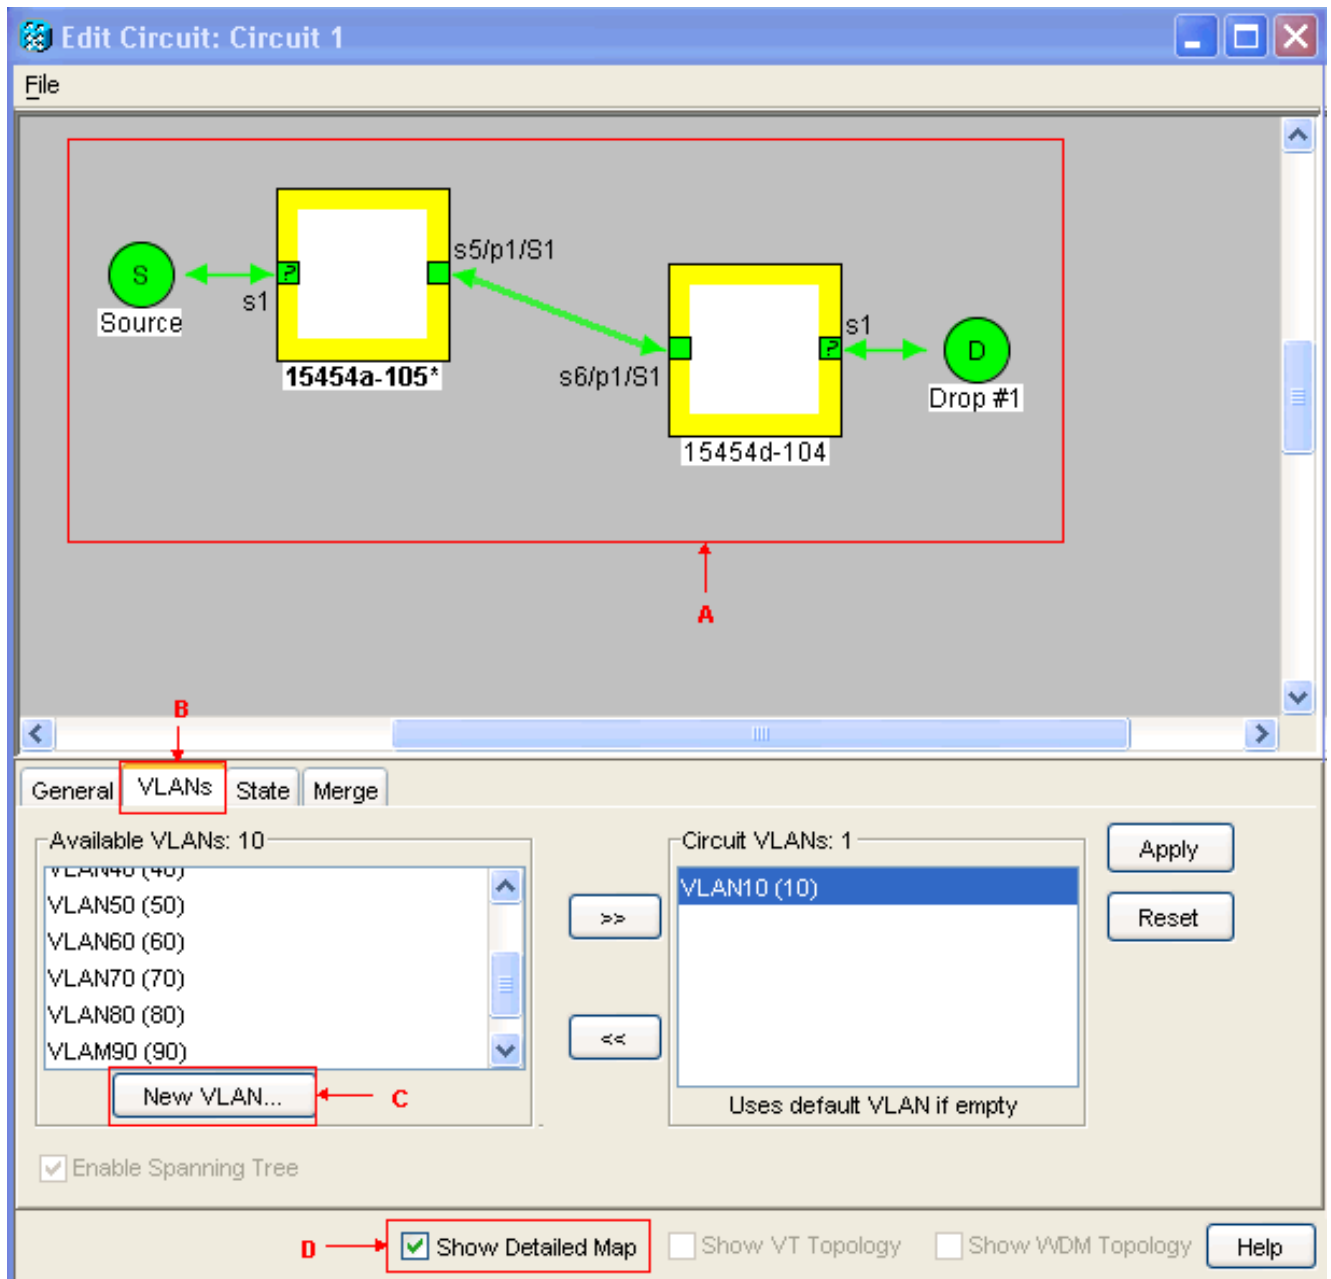 Edit Circuit: Circuit 1
File
S
Source
s1
?
15454a-105*
s5/p1/S1
s6/p1/S1
?
s1
15454d-104
D
Drop #1
A
B
General VLANs State Merge
Available VLANs: 10
VLAN40 (40)
VLAN50 (50)
VLAN60 (60)
VLAN70 (70)
VLAN80 (80)
VLAM90 (90)
New VLAN...
C
>>
<<
Circuit VLANs: 1
VLAN10 (10)
Uses default VLAN if empty
Apply
Reset
Enable Spanning Tree
D
Show Detailed Map
Show VT Topology
Show WDM Topology
Help